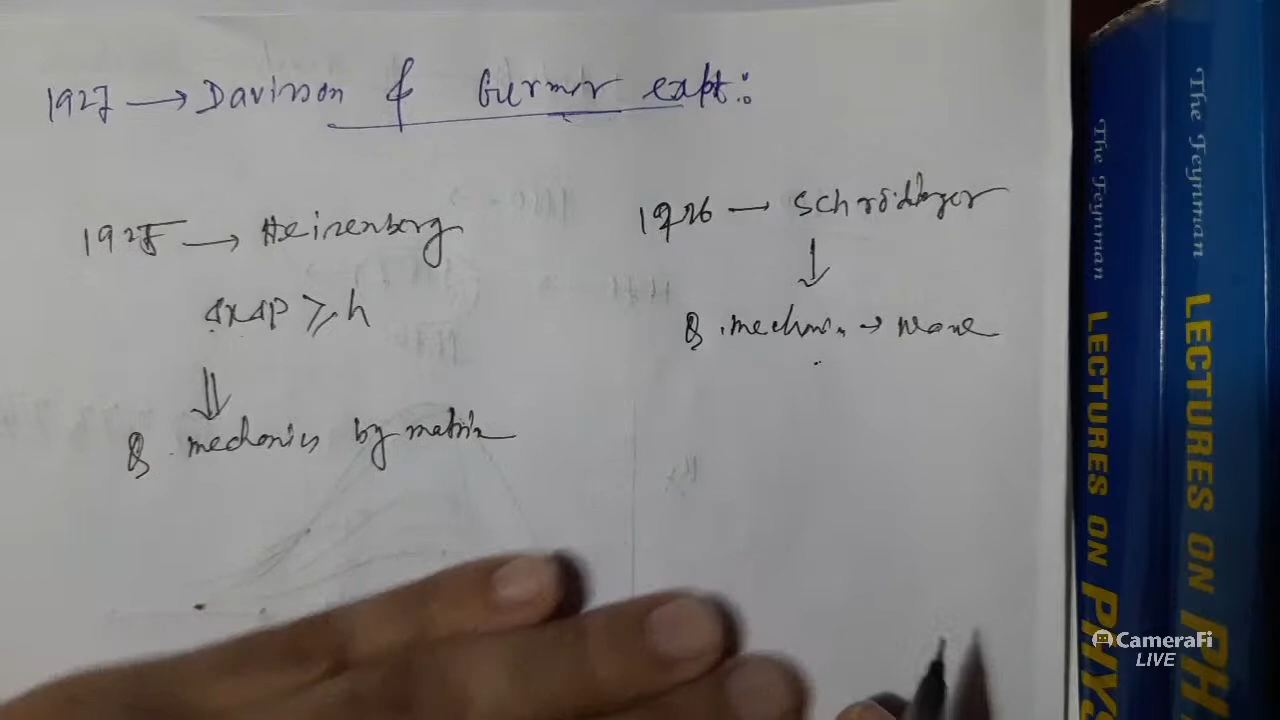 1927 → Davisson & Germer expt:
1925 → Heisenberg
ΔxΔP ≥ h
⇓
Q. mechanics by matrix
1926 → Schrödinger
↓
Q. mechanics → wave
The Feynman LECTURES ON PHYS
The Feynman LECTURES ON PH
CameraFi
LIVE